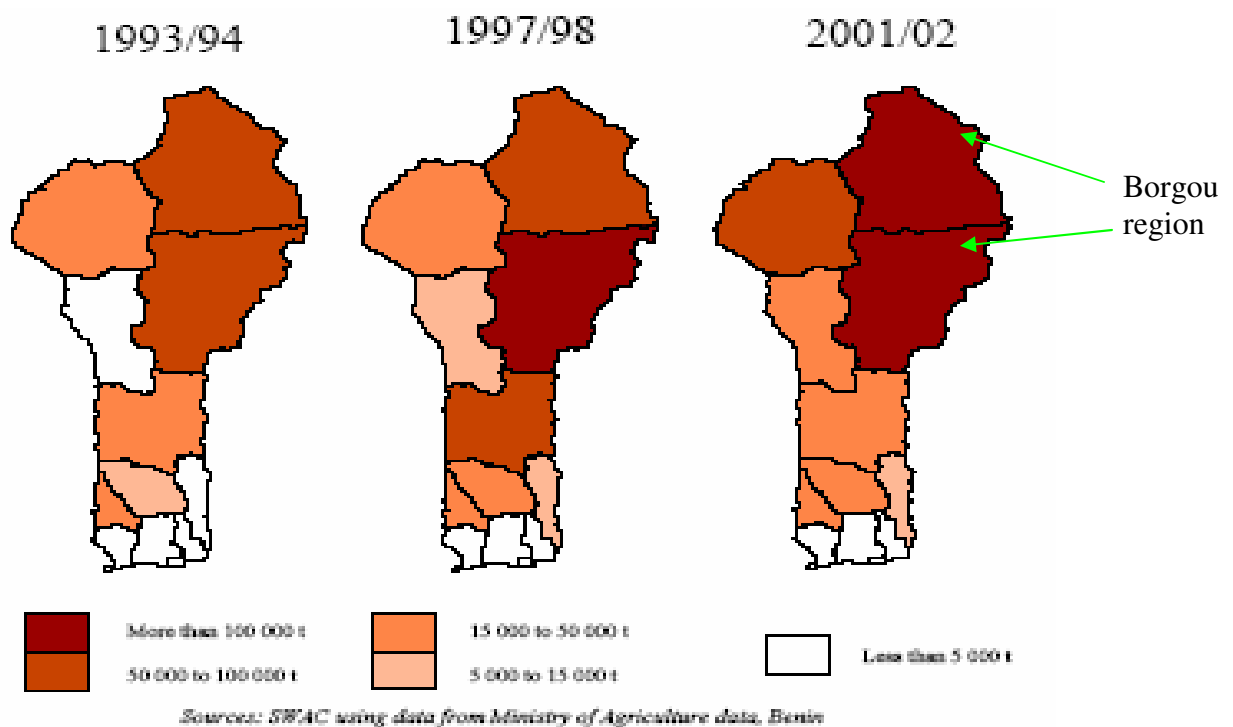 1993/94
1997/98
2001/02
Borgou
region
More than 100 000 t
15 000 to 50 000 t
Less than 5 000 t
50 000 to 100 000 t
5 000 to 15 000 t
Sources: SWAC using data from Ministry of Agriculture data, Benin